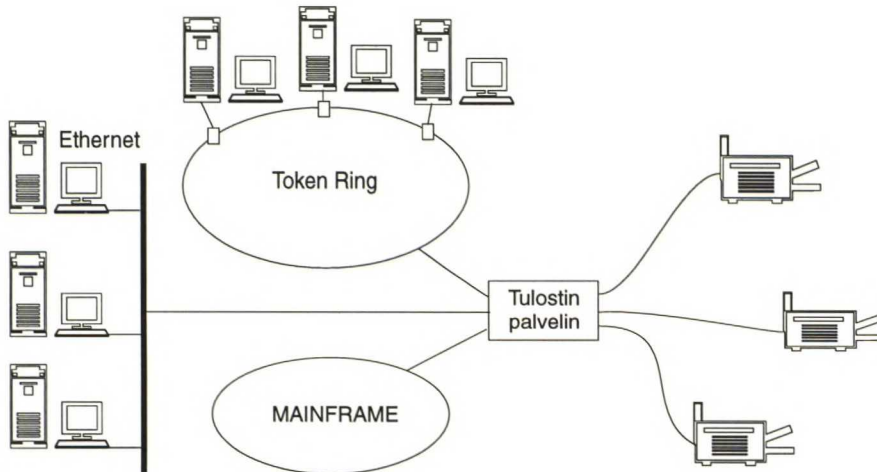 Ethernet
Token Ring
Tulostin
palvelin
MAINFRAME